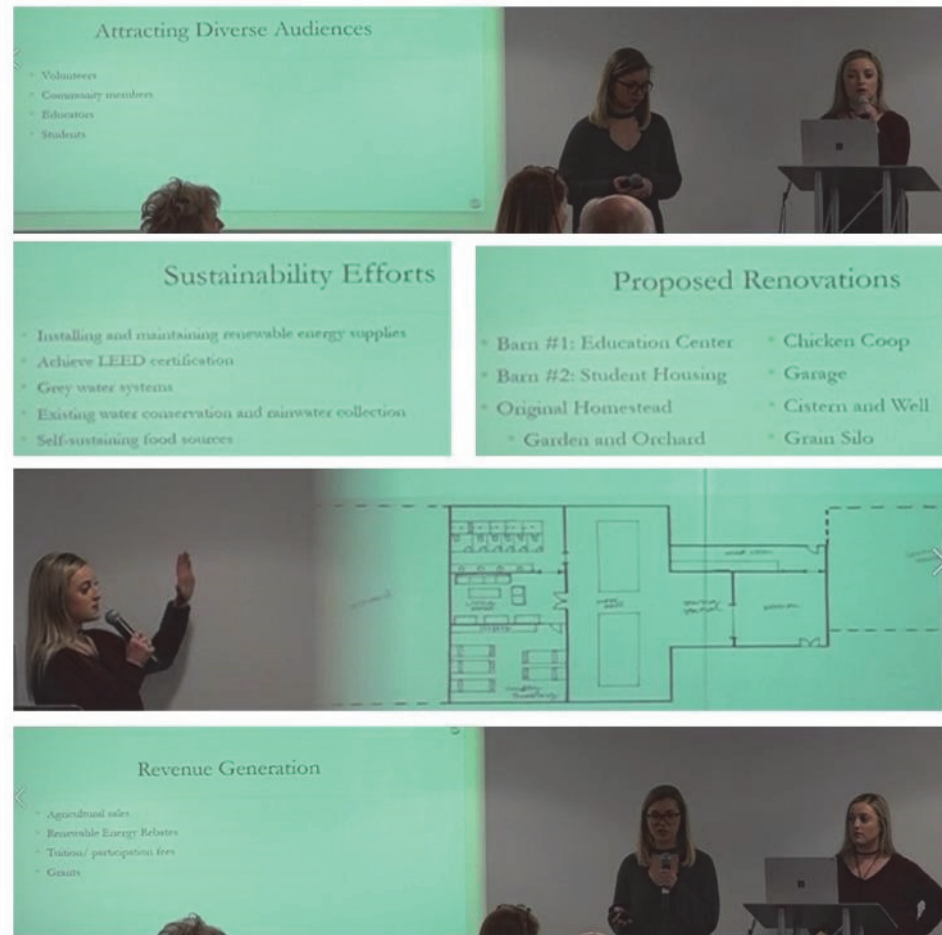 Attracting Diverse Audiences
Volunteers
Community members
Educators
Students
Sustainability Efforts
Installing and maintaining renewable energy supplies
Achieve LEED certification
Grey water systems
Existing water conservation and rainwater collection
Self-sustaining food sources
Proposed Renovations
Barn #1: Education Center
Barn #2: Student Housing
Original Homestead
Garden and Orchard
Chicken Coop
Garage
Cistern and Well
Grain Silo
Revenue Generation
Agricultural sales
Renewable Energy Rebates
Tuition/ participation fees
Grants